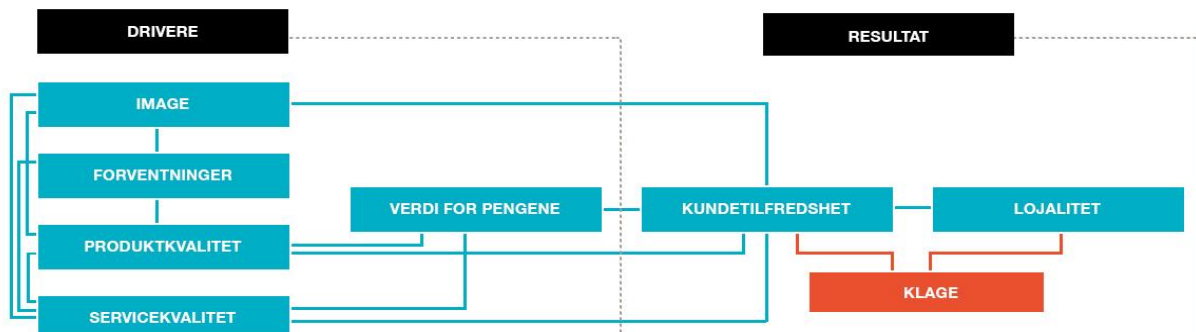 DRIVERE
RESULTAT
IMAGE
FORVENTNINGER
VERDI FOR PENGENE
KUNDETILFREDSHET
LOJALITET
PRODUKTKVALITET
KLAGE
SERVICEKVALITET